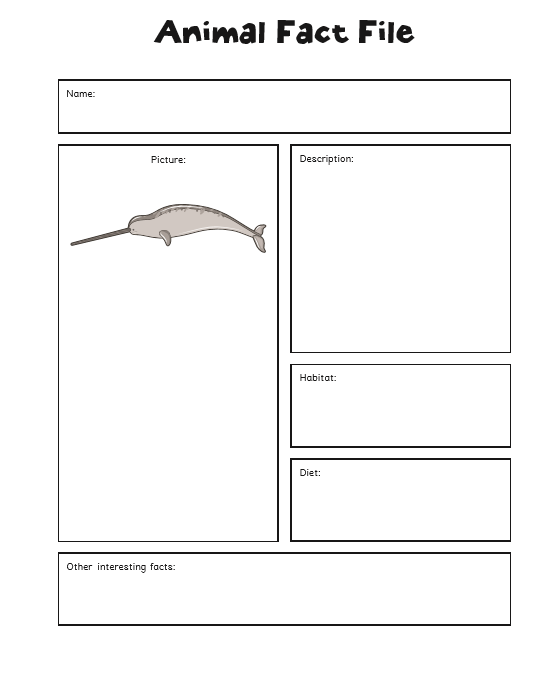 Animal Fact File
Name:
Picture:
Description:
Habitat:
Diet:
Other interesting facts: